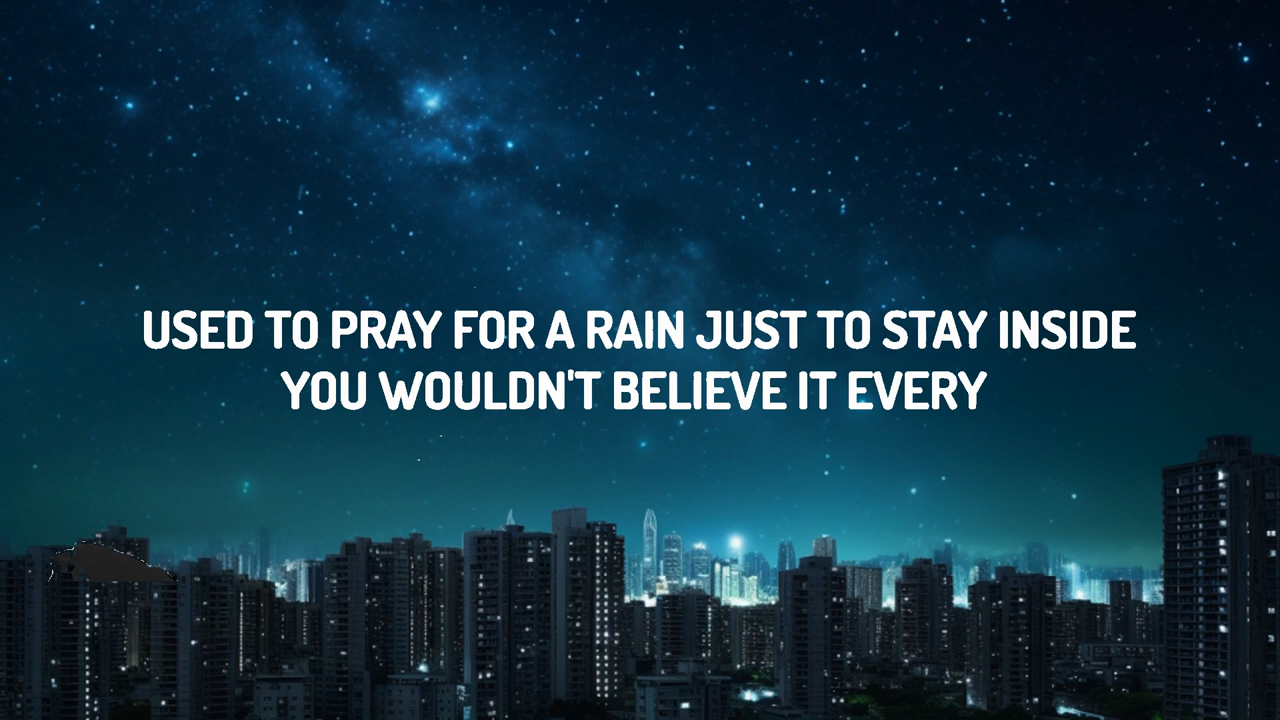 USED TO PRAY FOR A RAIN JUST TO STAY INSIDE
YOU WOULDN'T BELIEVE IT EVERY